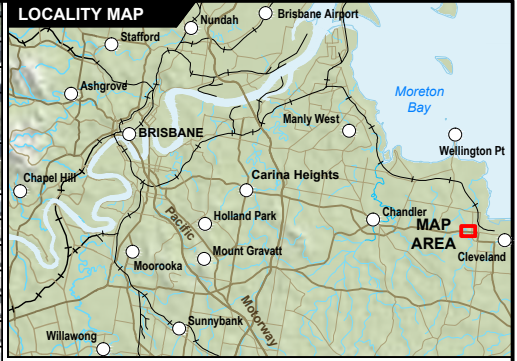 LOCALITY MAP
Nundah
Brisbane Airport
Stafford
Ashgrove
Moreton
Bay
BRISBANE
Manly West
Wellington Pt
Chapel Hill
Carina Heights
Holland Park
Chandler
Pacific
MAP
AREA
Mount Gravatt
Moorooka
Cleveland
Motorway
Sunnybank
Willawong